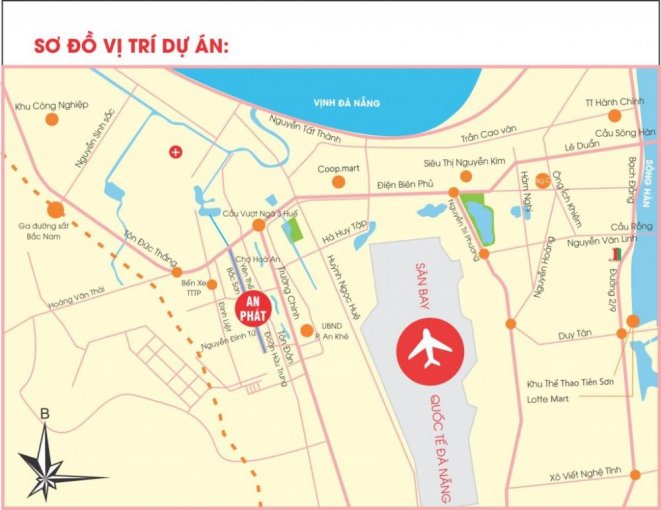 SƠ ĐỒ VỊ TRÍ DỰ ÁN:
VỊNH ĐÀ NẴNG
Khu Công Nghiệp
Nguyễn Sinh sắc
Nguyễn Tất Thành
Trần Cao vân
TT Hành Chính
Cầu Sông Hàn
Lê Duẩn
Siêu Thị Nguyễn Kim
Coop.mart
Điện Biên Phủ
Hàm Nghi
Ông Ích Khiêm
Bạch Đằng
SÔNG HÀN
Ga đường sắt
Bắc Nam
Tôn Đức Thắng
Cầu Vượt Ngã 3 Huế
Hà Huy Tập
Nguyễn Tri Phương
Cầu Rồng
Nguyễn Văn Linh
Nguyễn Hoàng
Chợ Hoà An
Yên Thế
Bắc Sơn
Trường Chinh
Huỳnh Ngọc Huệ
SÂN BAY
QUỐC TẾ ĐÀ NẴNG
Đường 2/9
Hoàng Văn Thái
Bến Xe
TTTP
AN
PHÁT
Đinh Liệt
Nguyễn Đình Tứ
Đoàn Hữu Trưng
Tôn Đản
UBND
P. An Khê
Duy Tân
Khu Thể Thao Tiên Sơn
Lotte Mart
Xô Viết Nghệ Tĩnh
B